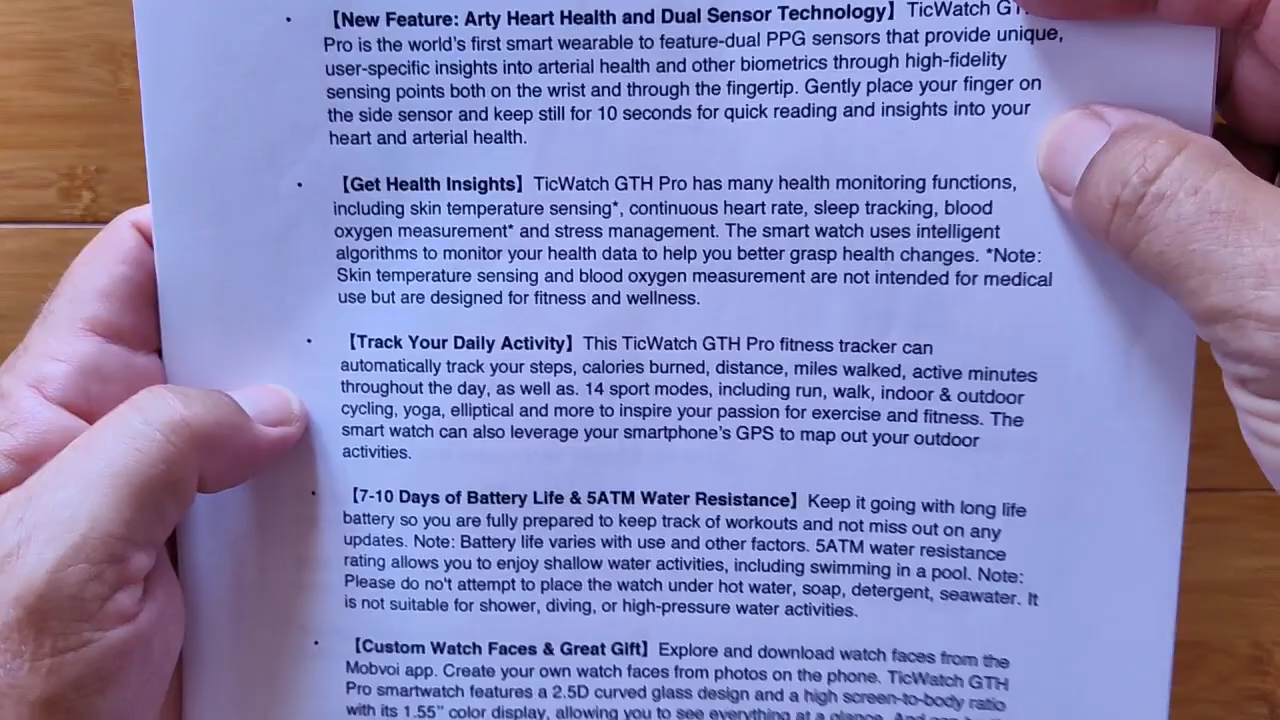 • 【New Feature: Arty Heart Health and Dual Sensor Technology】 TicWatch
Pro is the world's first smart wearable to feature-dual PPG sensors that provide unique,
user-specific insights into arterial health and other biometrics through high-fidelity
sensing points both on the wrist and through the fingertip. Gently place your finger on
the side sensor and keep still for 10 seconds for quick reading and insights into your
heart and arterial health.
• 【Get Health Insights】 TicWatch GTH Pro has many health monitoring functions,
including skin temperature sensing*, continuous heart rate, sleep tracking, blood
oxygen measurement* and stress management. The smart watch uses intelligent
algorithms to monitor your health data to help you better grasp health changes. *Note:
Skin temperature sensing and blood oxygen measurement are not intended for medical
use but are designed for fitness and wellness.
• 【Track Your Daily Activity】 This TicWatch GTH Pro fitness tracker can
automatically track your steps, calories burned, distance, miles walked, active minutes
throughout the day, as well as. 14 sport modes, including run, walk, indoor & outdoor
cycling, yoga, elliptical and more to inspire your passion for exercise and fitness. The
smart watch can also leverage your smartphone's GPS to map out your outdoor
activities.
• 【7-10 Days of Battery Life & 5ATM Water Resistance】 Keep it going with long life
battery so you are fully prepared to keep track of workouts and not miss out on any
updates. Note: Battery life varies with use and other factors. 5ATM water resistance
rating allows you to enjoy shallow water activities, including swimming in a pool. Note:
Please do no't attempt to place the watch under hot water, soap, detergent, seawater. It
is not suitable for shower, diving, or high-pressure water activities.
• 【Custom Watch Faces & Great Gift】 Explore and download watch faces from the
Mobvoi app. Create your own watch faces from photos on the phone. TicWatch GTH
Pro smartwatch features a 2.5D curved glass design and a high screen-to-body ratio
with its 1.55" color display, allowing you to see everything at a glance. And